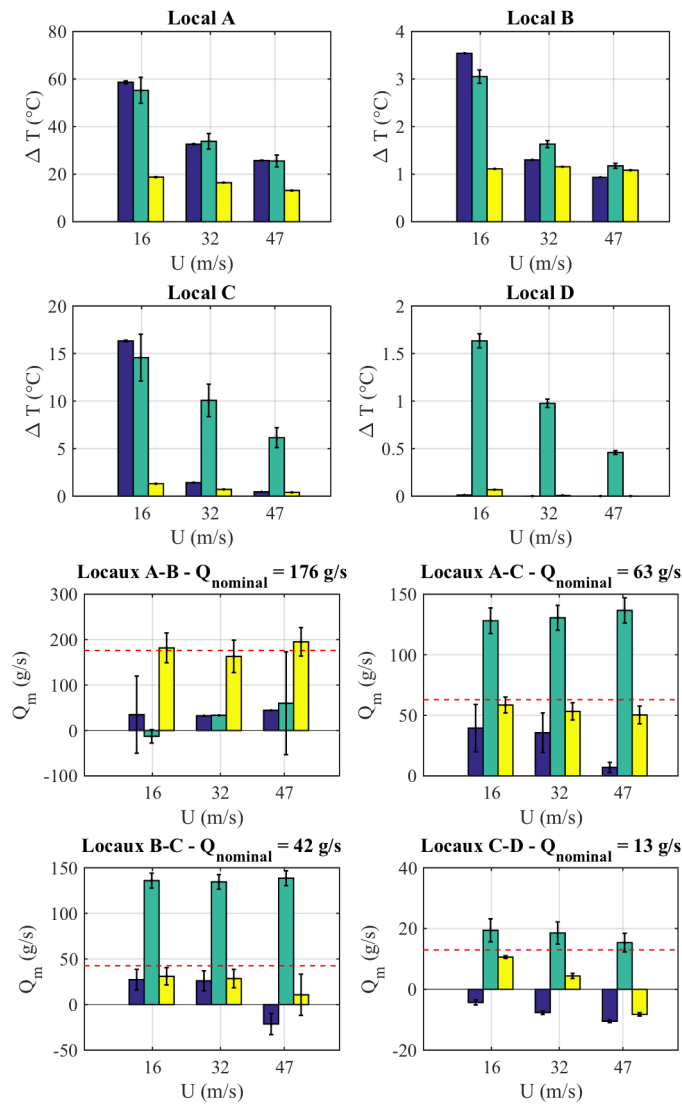 Local A
80
60
40
20
0
Δ T (°C)
16 32 47
U (m/s)
Local B
4
3
2
1
0
Δ T (°C)
16 32 47
U (m/s)
Local C
20
15
10
5
0
Δ T (°C)
16 32 47
U (m/s)
Local D
2
1.5
1
0.5
0
Δ T (°C)
16 32 47
U (m/s)
Locaux A-B - Qnominal = 176 g/s
300
200
100
0
-100
Qm (g/s)
16 32 47
U (m/s)
Locaux A-C - Qnominal = 63 g/s
150
100
50
0
Qm (g/s)
16 32 47
U (m/s)
Locaux B-C - Qnominal = 42 g/s
150
100
50
0
-50
Qm (g/s)
16 32 47
U (m/s)
Locaux C-D - Qnominal = 13 g/s
40
20
0
-20
Qm (g/s)
16 32 47
U (m/s)